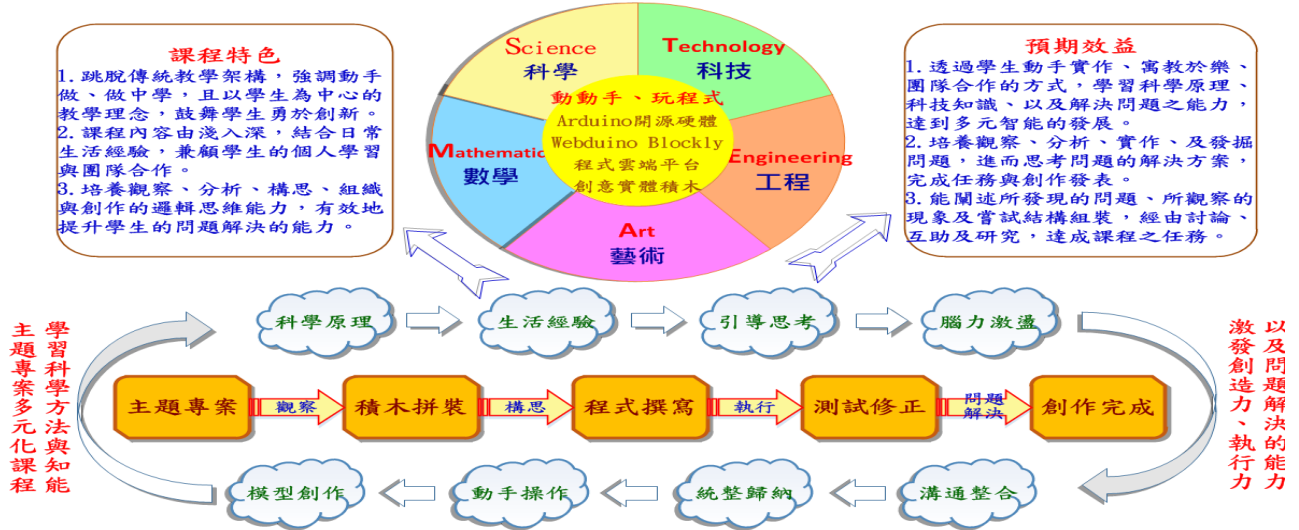 課程特色
1. 跳脫傳統教學架構，強調動手
做、做中學，且以學生為中心的
教學理念，鼓舞學生勇於創新。
2. 課程內容由淺入深，結合日常
生活經驗，兼顧學生的個人學習
與團隊合作。
3. 培養觀察、分析、構思、組織
與創作的邏輯思維能力，有效地
提升學生的問題解決的能力。
Science
科學
Technology
科技
Mathematic
數學
Engineering
工程
Art
藝術
動動手、玩程式
Arduino開源硬體
Webduino Blockly
程式雲端平台
創意實體積木
預期效益
1. 透過學生動手實作、寓教於樂、
團隊合作的方式，學習科學原理、
科技知識、以及解決問題之能力，
達到多元智能的發展。
2. 培養觀察、分析、實作、及發掘
問題，進而思考問題的解決方案，
完成任務與創作發表。
3. 能闡述所發現的問題、所觀察的
現象及嘗試結構組裝，經由討論、
互助及研究，達成課程之任務。
學習科學方法與知能
主題專案多元化課程
科學原理
生活經驗
引導思考
腦力激盪
主題專案
觀察
積木拼裝
構思
程式撰寫
執行
測試修正
問題
解決
創作完成
模型創作
動手操作
統整歸納
溝通整合
以及問題解決的能力
激發創造力、執行力